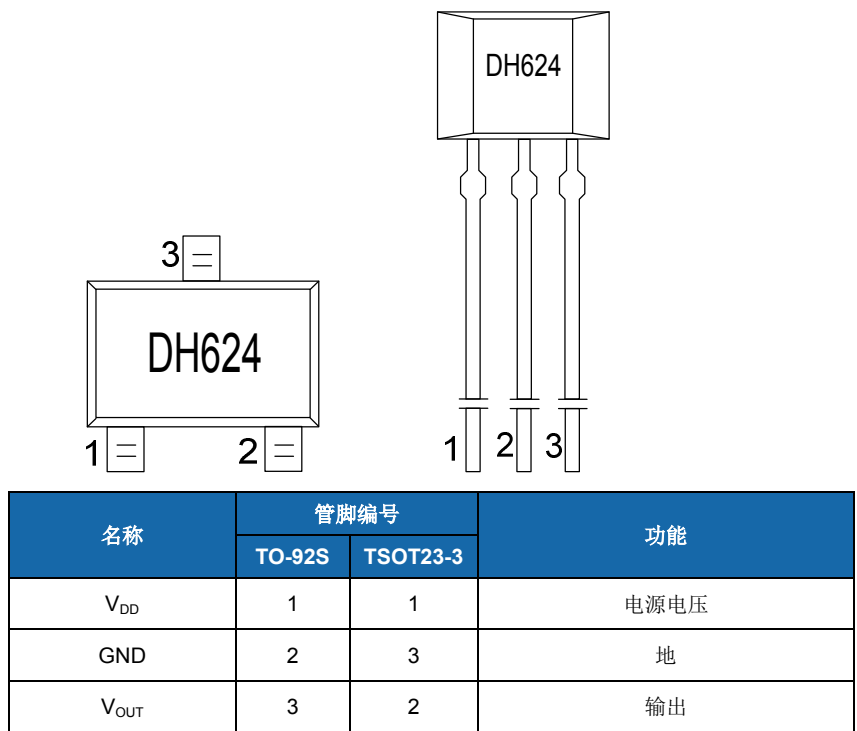 DH624
3
DH624
1 2
1 2 3
名称 管脚编号 功能
TO-92S TSOT23-3
VDD 1 1 电源电压
GND 2 3 地
VOUT 3 2 输出